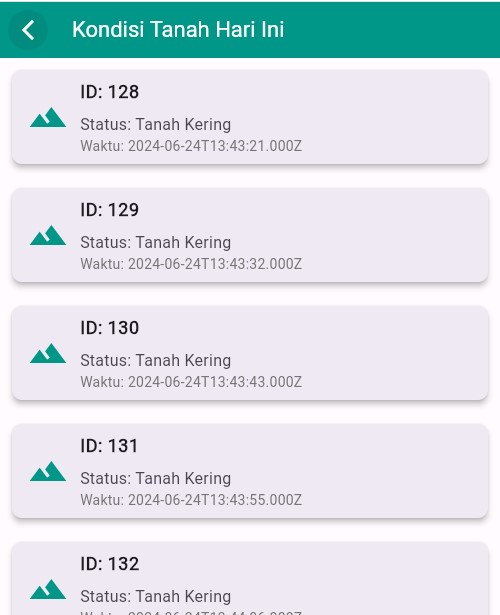 Kondisi Tanah Hari Ini
ID: 128
Status: Tanah Kering
Waktu: 2024-06-24T13:43:21.000Z
ID: 129
Status: Tanah Kering
Waktu: 2024-06-24T13:43:32.000Z
ID: 130
Status: Tanah Kering
Waktu: 2024-06-24T13:43:43.000Z
ID: 131
Status: Tanah Kering
Waktu: 2024-06-24T13:43:55.000Z
ID: 132
Status: Tanah Kering